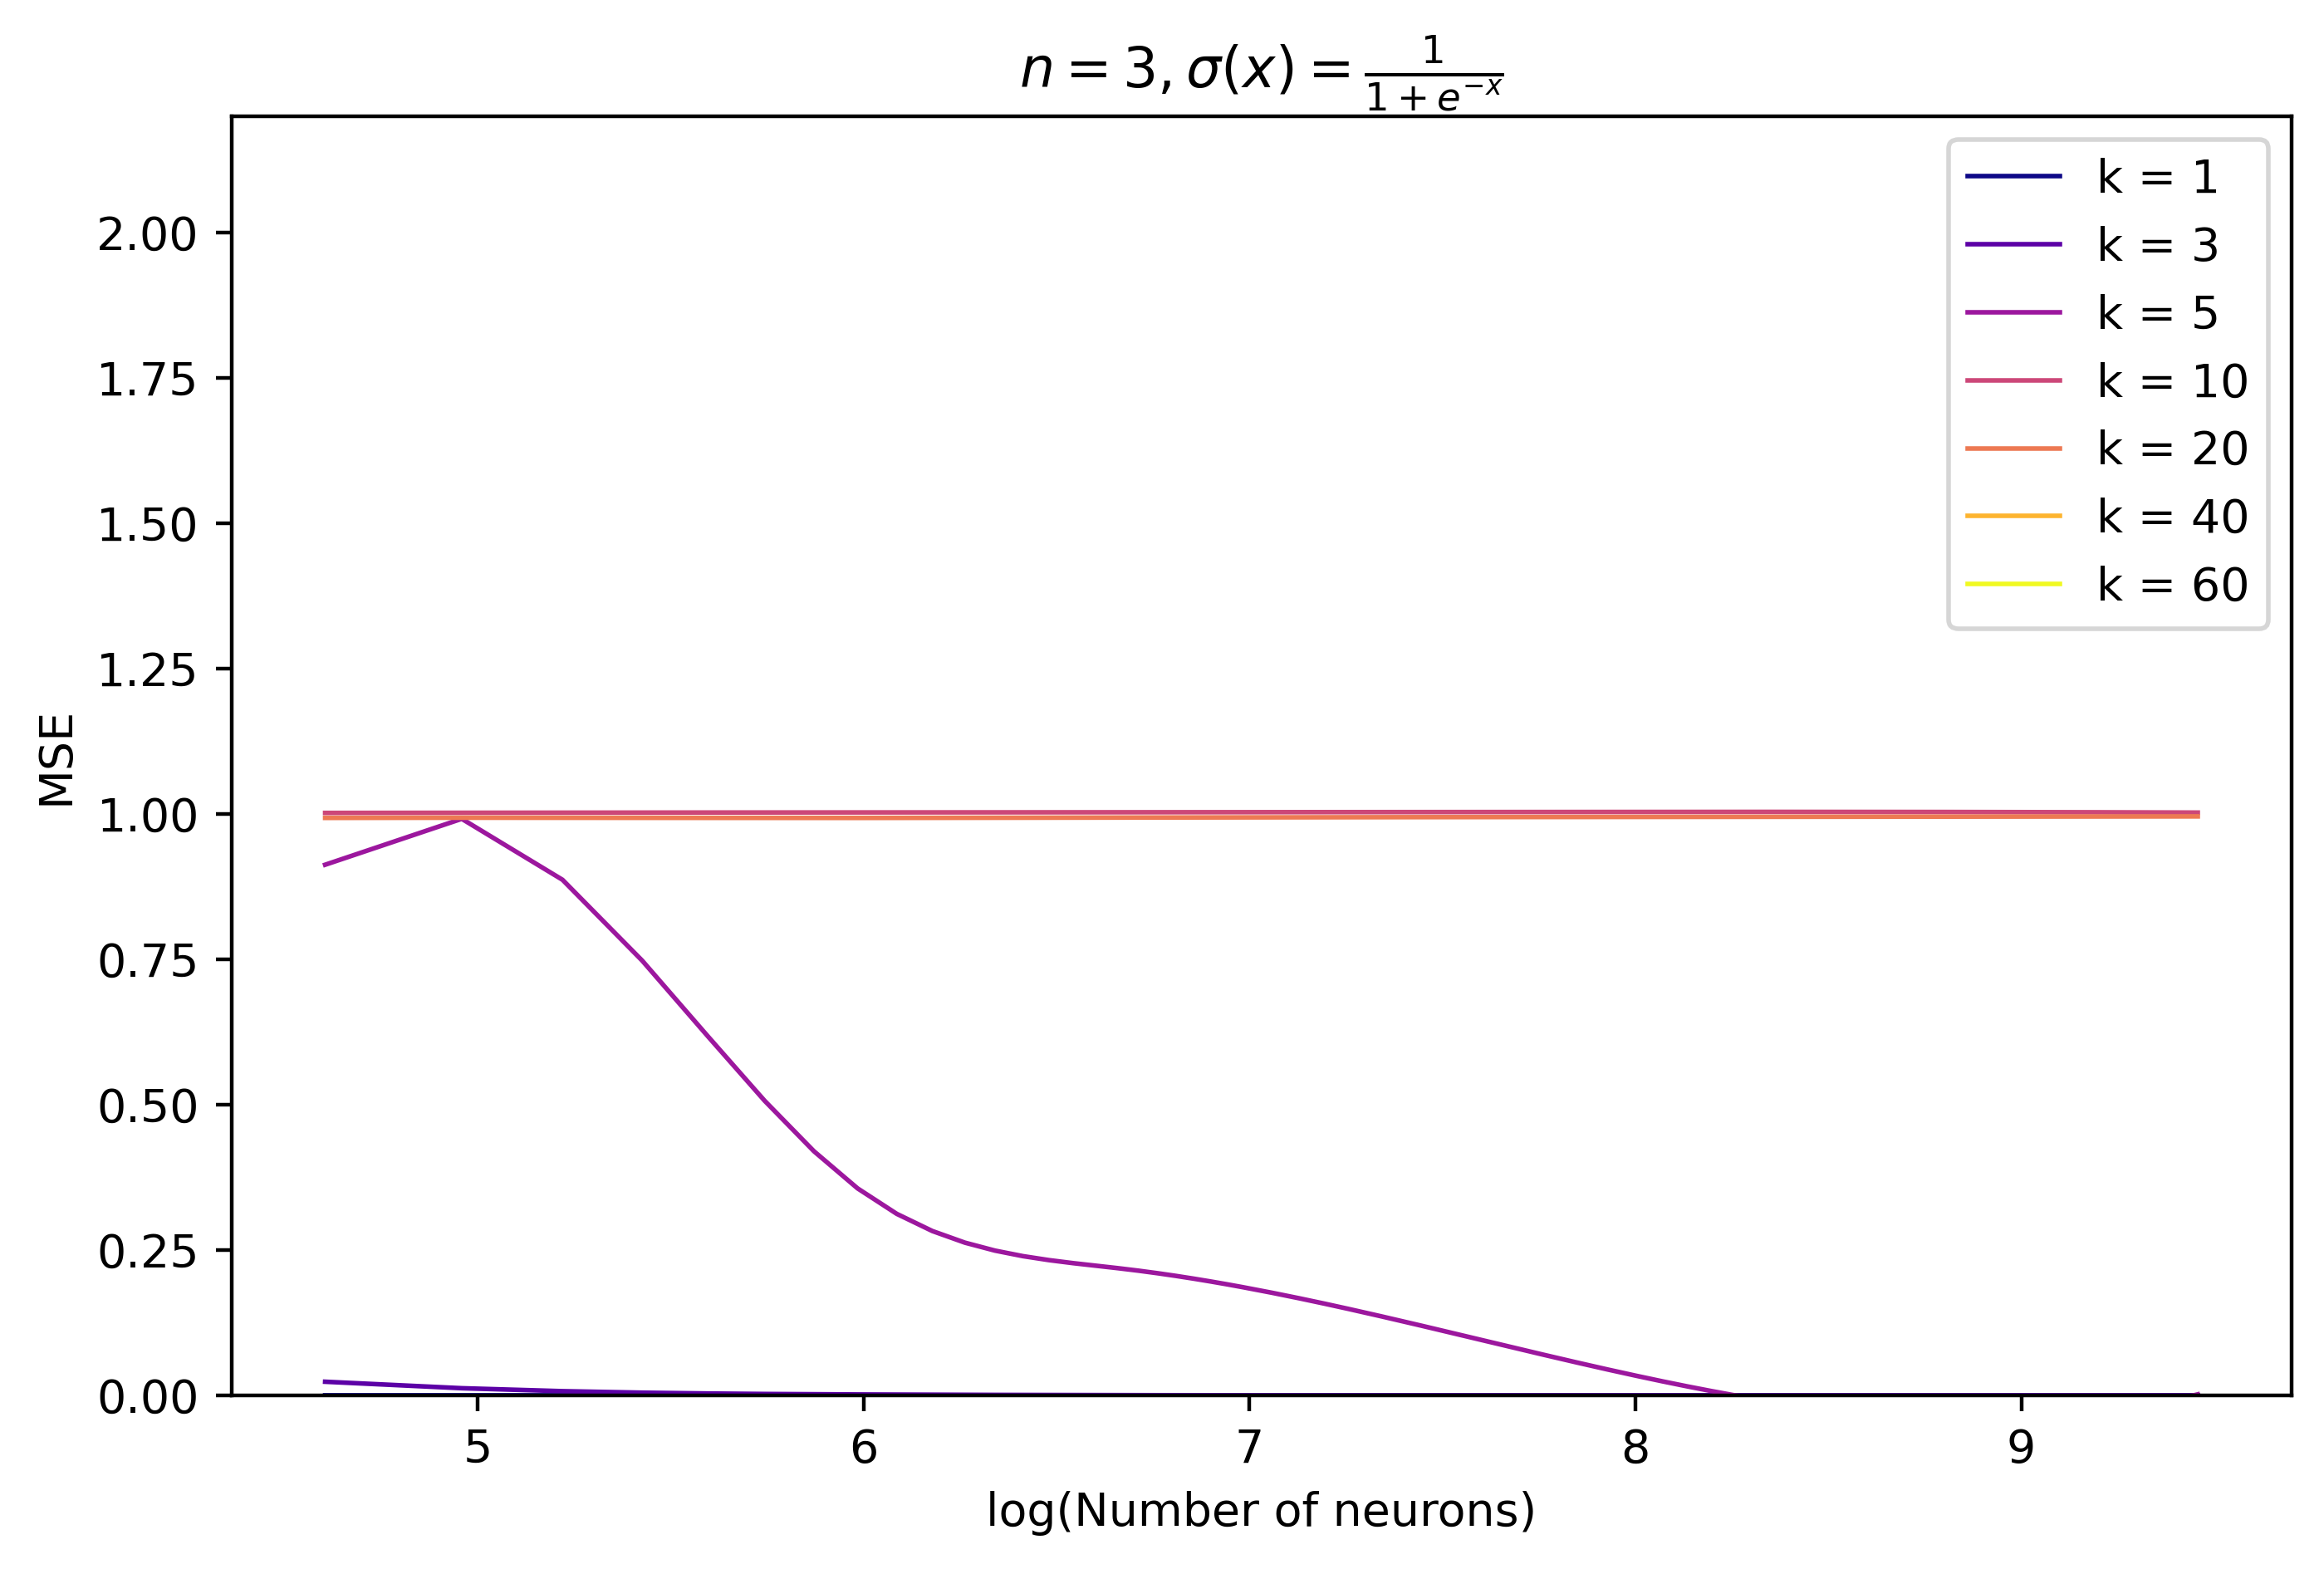 n = 3, σ(x) = 1/(1 + e^{−x})
k = 1
k = 3
k = 5
k = 10
k = 20
k = 40
k = 60
MSE
2.00
1.75
1.50
1.25
1.00
0.75
0.50
0.25
0.00
5 6 7 8 9
log(Number of neurons)